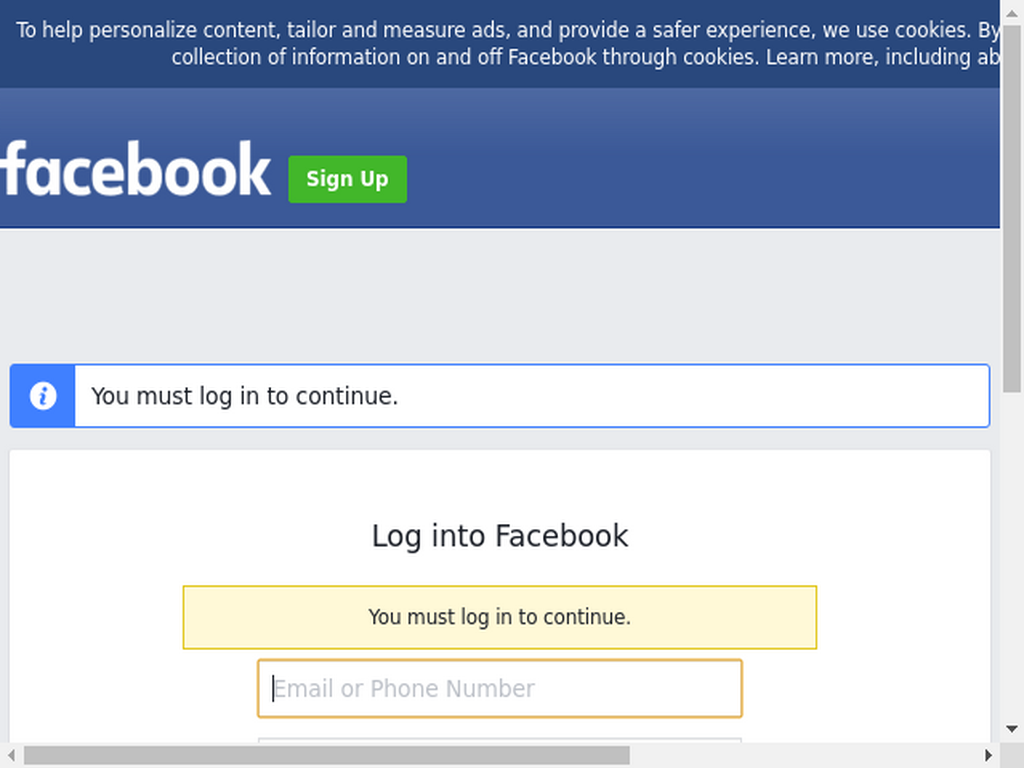 To help personalize content, tailor and measure ads, and provide a safer experience, we use cookies. By
collection of information on and off Facebook through cookies. Learn more, including ab
facebook
Sign Up
You must log in to continue.
Log into Facebook
You must log in to continue.
Email or Phone Number